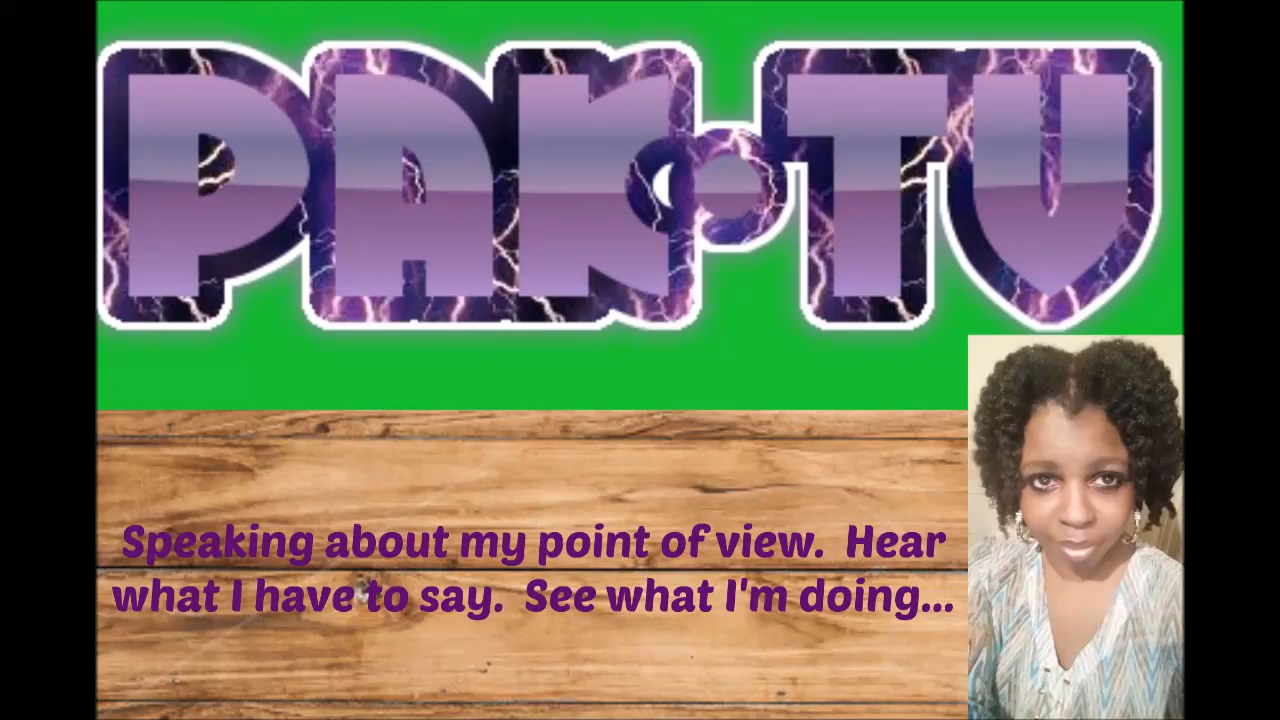 PAK•TV
Speaking about my point of view.  Hear
what I have to say.  See what I'm doing...